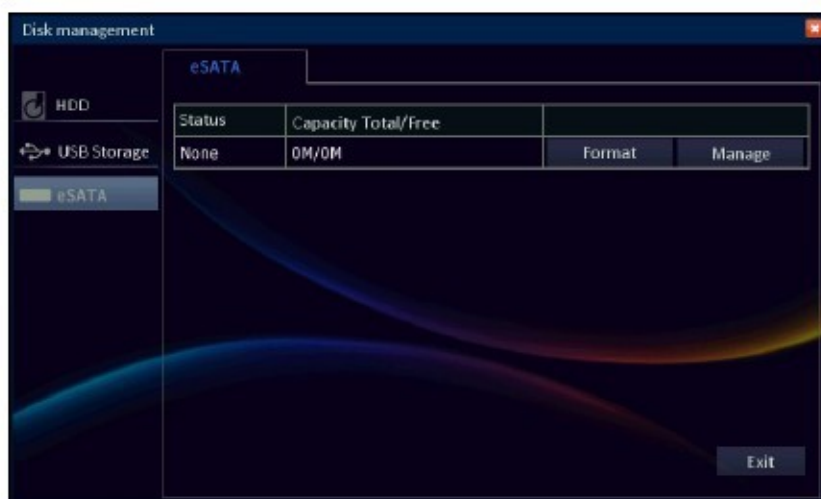 Disk management
eSATA
HDD
Status Capacity Total/Free
USB Storage
None 0M/0M Format Manage
eSATA
Exit